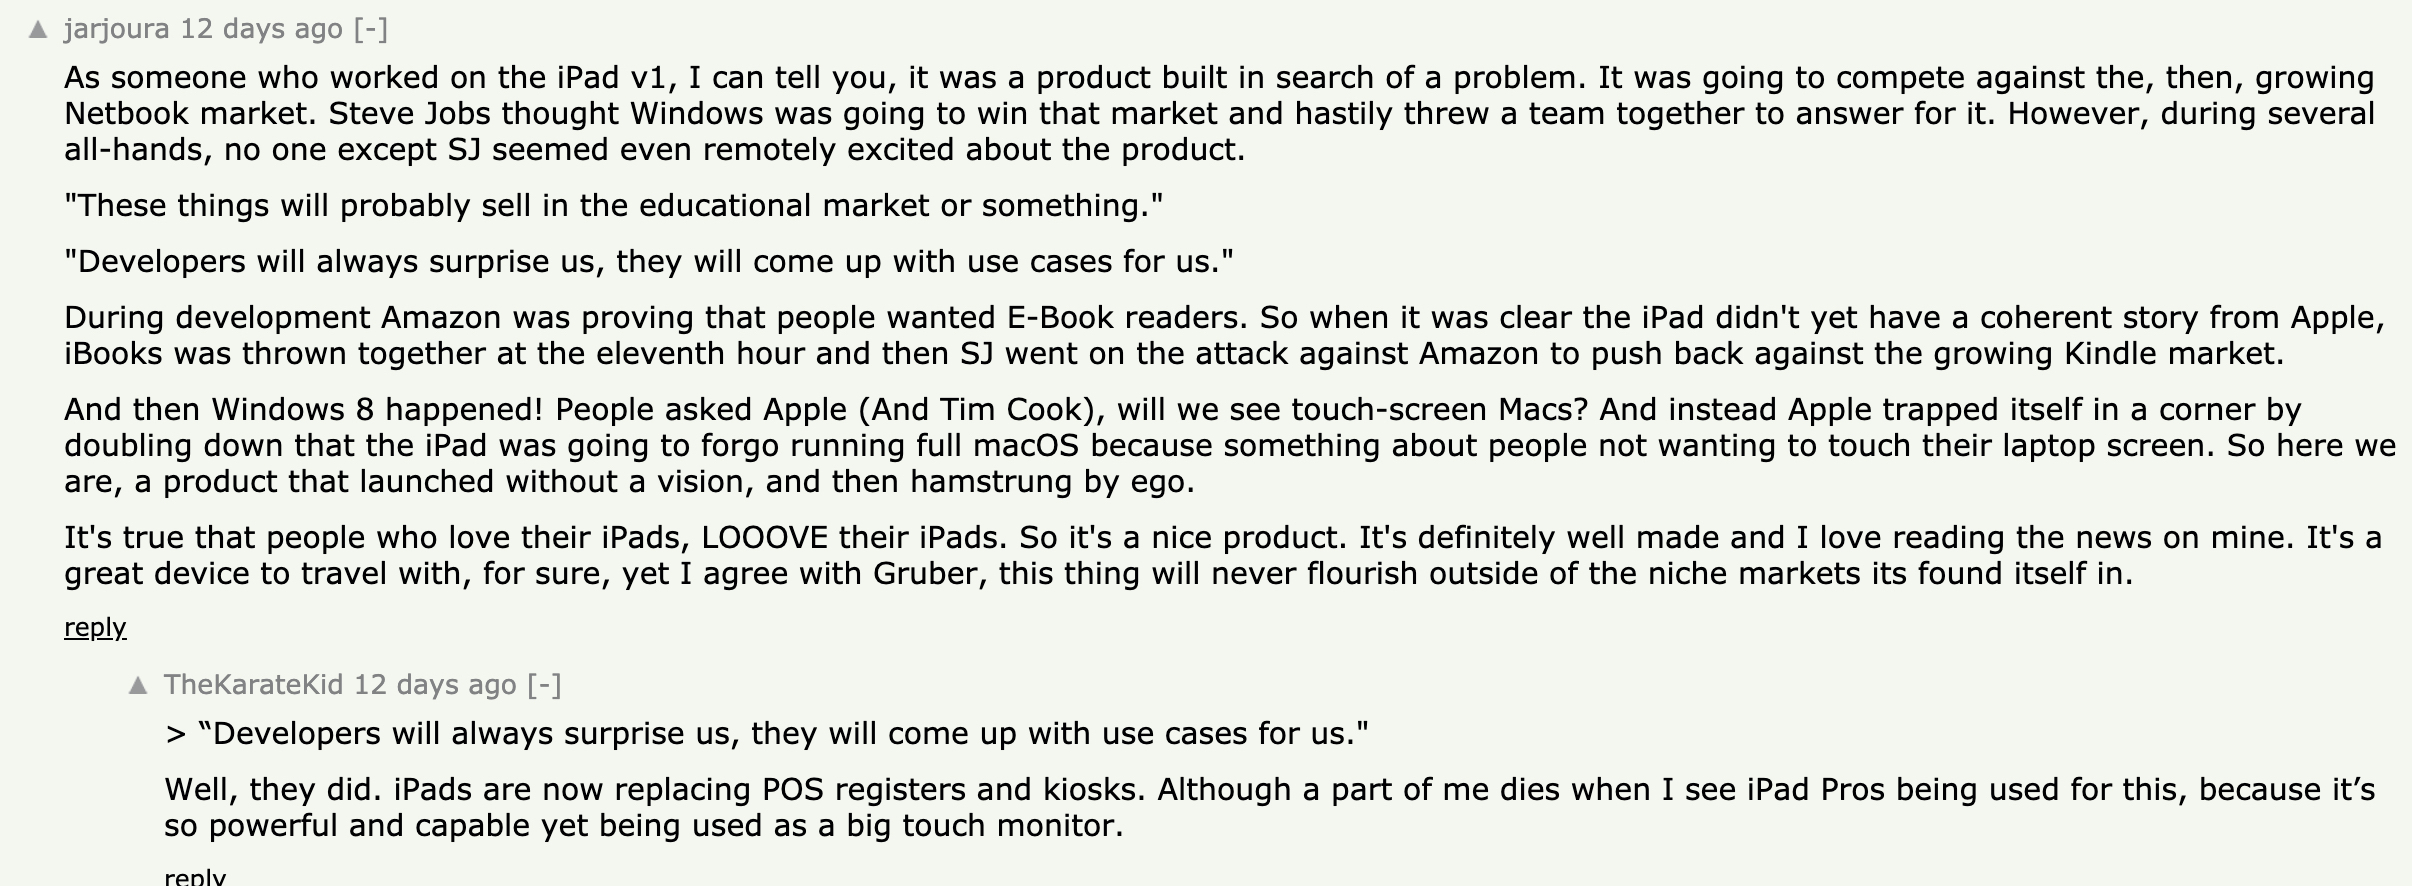 ▲ jarjoura 12 days ago [-]
As someone who worked on the iPad v1, I can tell you, it was a product built in search of a problem. It was going to compete against the, then, growing
Netbook market. Steve Jobs thought Windows was going to win that market and hastily threw a team together to answer for it. However, during several
all-hands, no one except SJ seemed even remotely excited about the product.
"These things will probably sell in the educational market or something."
"Developers will always surprise us, they will come up with use cases for us."
During development Amazon was proving that people wanted E-Book readers. So when it was clear the iPad didn't yet have a coherent story from Apple,
iBooks was thrown together at the eleventh hour and then SJ went on the attack against Amazon to push back against the growing Kindle market.
And then Windows 8 happened! People asked Apple (And Tim Cook), will we see touch-screen Macs? And instead Apple trapped itself in a corner by
doubling down that the iPad was going to forgo running full macOS because something about people not wanting to touch their laptop screen. So here we
are, a product that launched without a vision, and then hamstrung by ego.
It's true that people who love their iPads, LOOOVE their iPads. So it's a nice product. It's definitely well made and I love reading the news on mine. It's a
great device to travel with, for sure, yet I agree with Gruber, this thing will never flourish outside of the niche markets its found itself in.
reply
▲ TheKarateKid 12 days ago [-]
> “Developers will always surprise us, they will come up with use cases for us."
Well, they did. iPads are now replacing POS registers and kiosks. Although a part of me dies when I see iPad Pros being used for this, because it’s
so powerful and capable yet being used as a big touch monitor.
reply